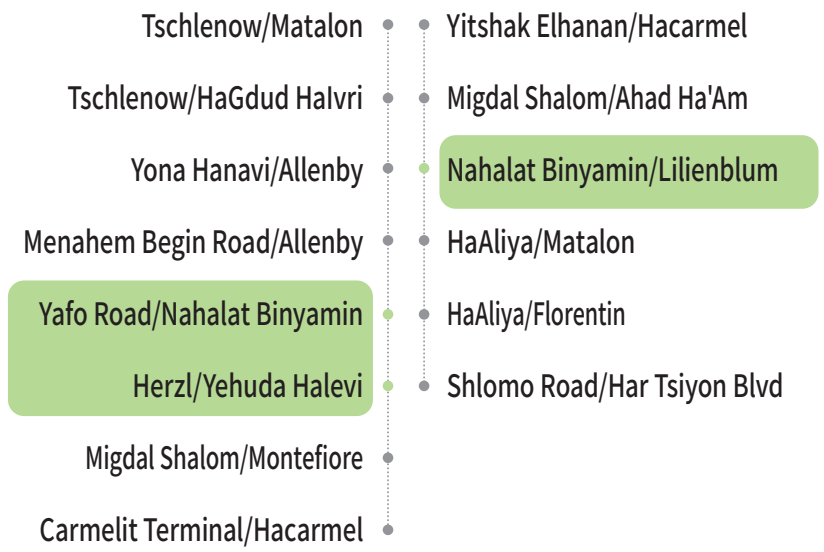 Tschlenow/Matalon
Tschlenow/HaGdud HaIvri
Yona Hanavi/Allenby
Menahem Begin Road/Allenby
Yafo Road/Nahalat Binyamin
Herzl/Yehuda Halevi
Migdal Shalom/Montefiore
Carmelit Terminal/Hacarmel
Yitshak Elhanan/Hacarmel
Migdal Shalom/Ahad Ha'Am
Nahalat Binyamin/Lilienblum
HaAliya/Matalon
HaAliya/Florentin
Shlomo Road/Har Tsiyon Blvd